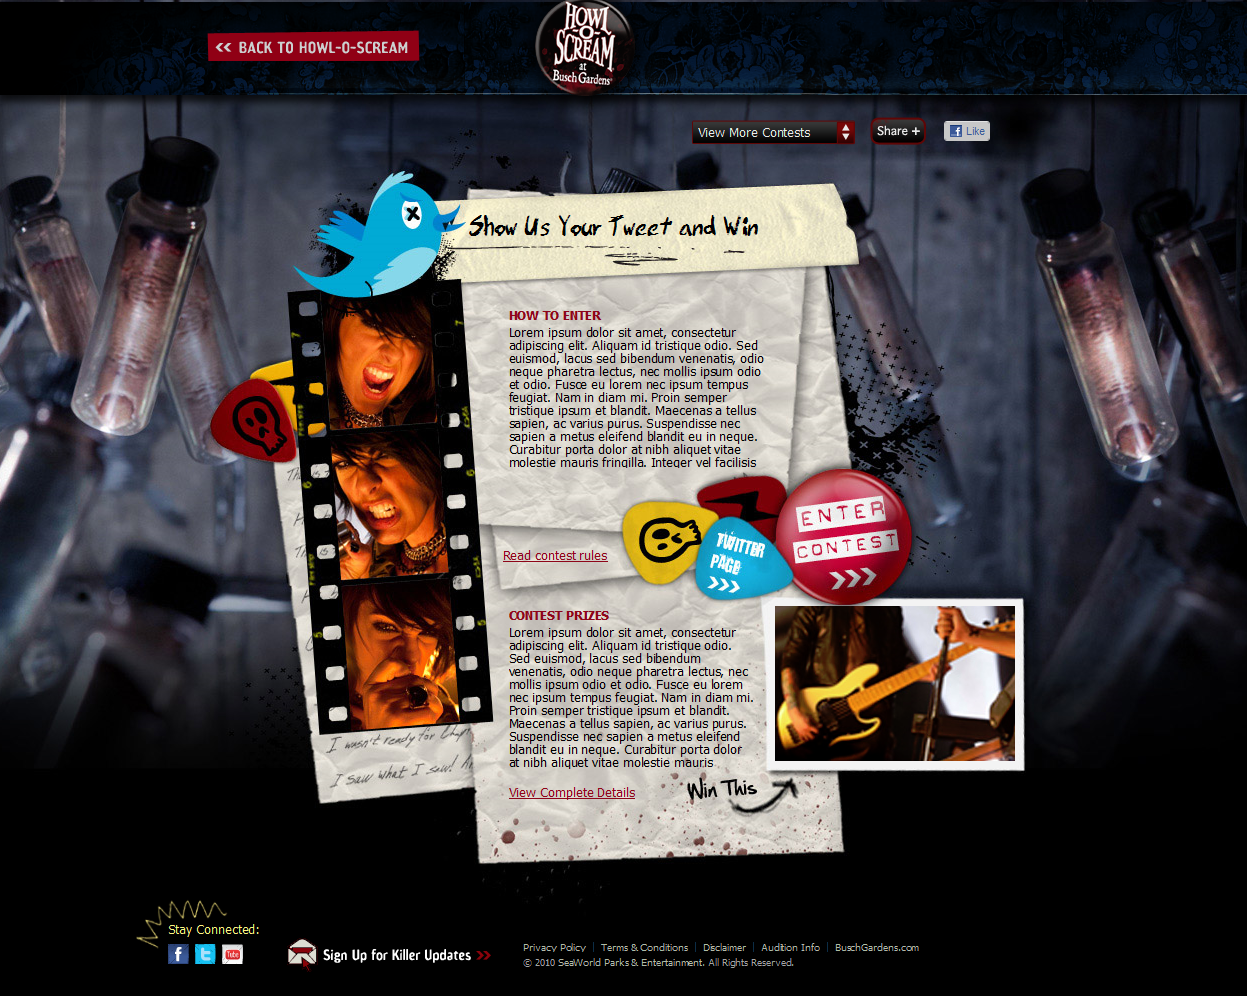 << BACK TO HOWL-O-SCREAM
HOWL
-O-
SCREAM
at
Busch Gardens
View More Contests
Share +
Like
Show Us Your Tweet and Win
HOW TO ENTER
Lorem ipsum dolor sit amet, consectetur
adipiscing elit. Aliquam id tristique odio. Sed
euismod, lacus sed bibendum venenatis, odio
neque pharetra lectus, nec mollis ipsum odio
et odio. Fusce eu lorem nec ipsum tempus
feugiat. Nam in diam mi. Proin semper
tristique ipsum et blandit. Maecenas a tellus
sapien, ac varius purus. Suspendisse nec
sapien a metus eleifend blandit eu in neque.
Curabitur porta dolor at nibh aliquet vitae
molestie mauris fringilla. Integer vel facilisis
ENTER
CONTEST
TWITTER
PAGE
Read contest rules
CONTEST PRIZES
Lorem ipsum dolor sit amet, consectetur
adipiscing elit. Aliquam id tristique odio.
Sed euismod, lacus sed bibendum
venenatis, odio neque pharetra lectus, nec
mollis ipsum odio et odio. Fusce eu lorem
nec ipsum tempus feugiat. Nam in diam mi.
Proin semper tristique ipsum et blandit.
Maecenas a tellus sapien, ac varius purus.
Suspendisse nec sapien a metus eleifend
blandit eu in neque. Curabitur porta dolor
at nibh aliquet vitae molestie mauris
I wasn't ready for
I saw what I saw!
Win This
View Complete Details
Stay Connected:
You
Tube
Sign Up for Killer Updates >>
Privacy Policy | Terms & Conditions | Disclaimer | Audition Info | BuschGardens.com
© 2010 SeaWorld Parks & Entertainment. All Rights Reserved.